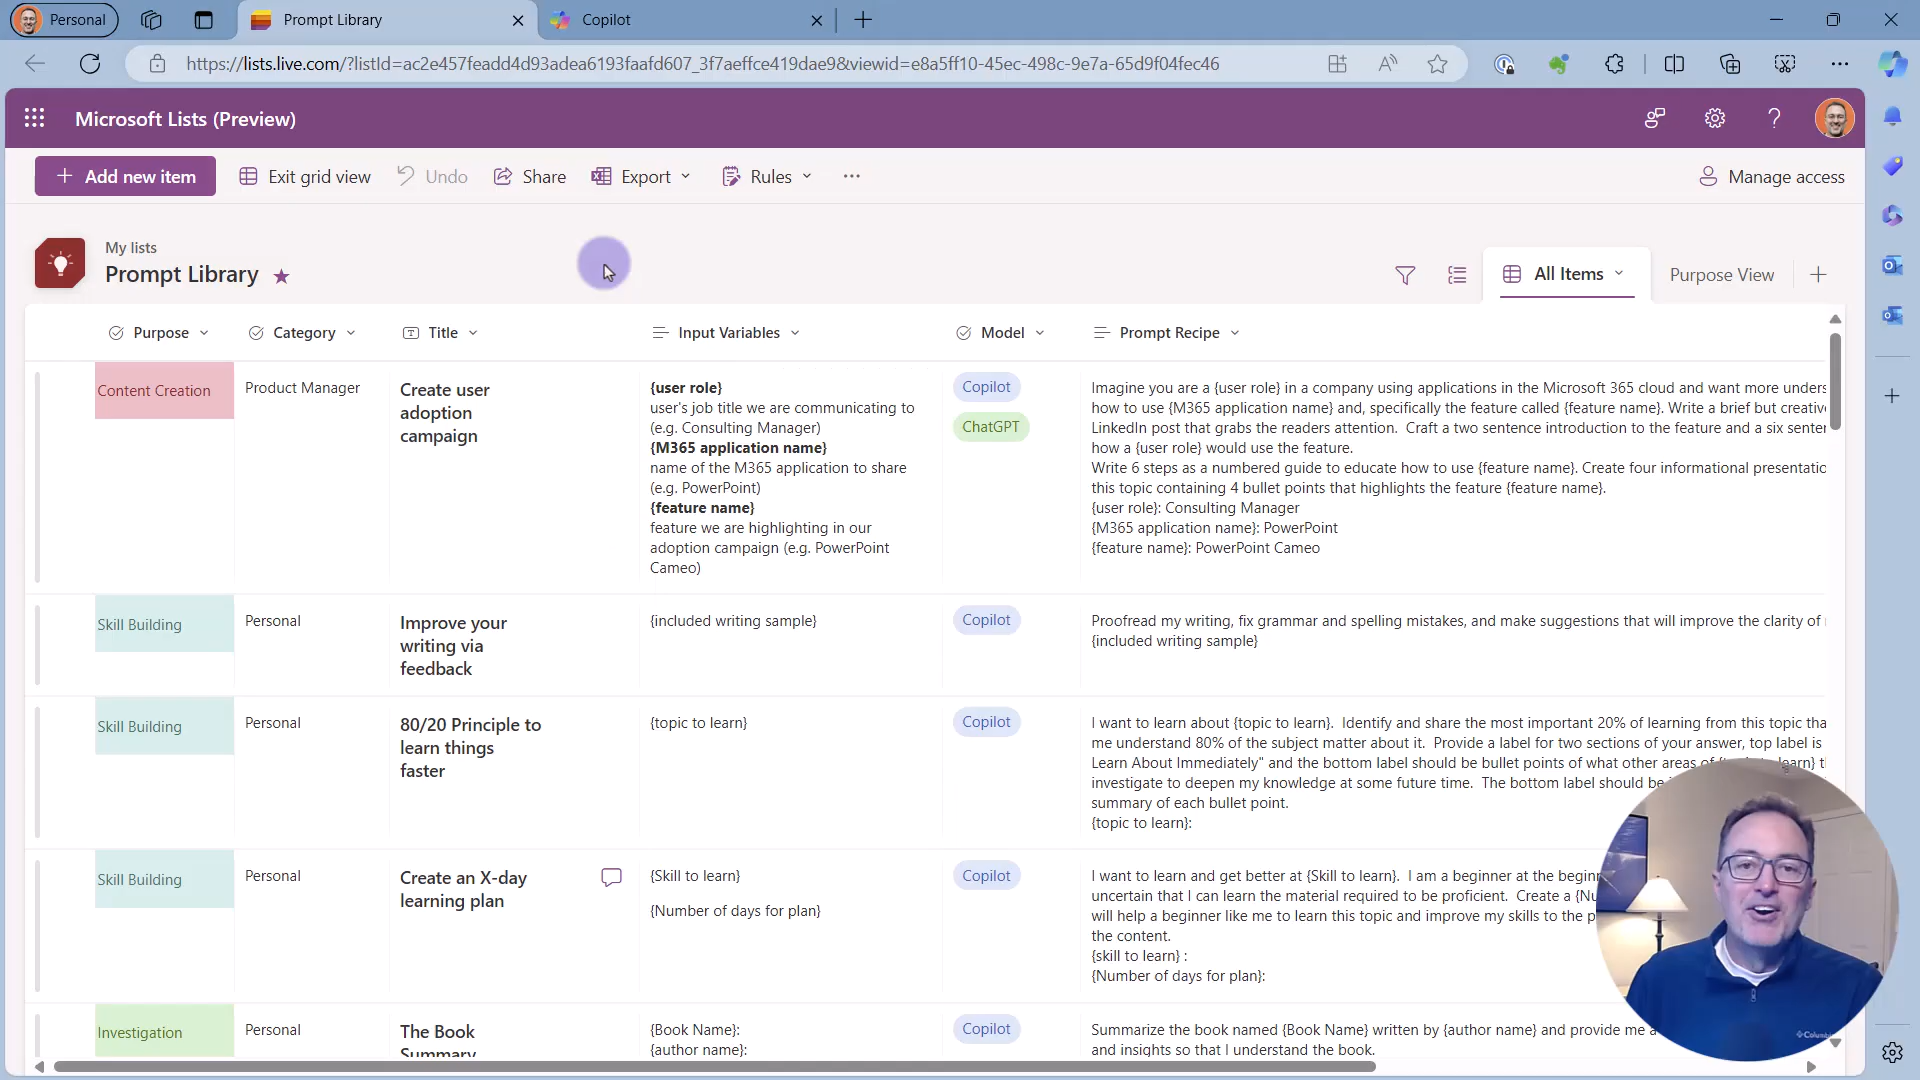 Personal
Prompt Library
Copilot
https://lists.live.com/?listId=ac2e457feadd4d93adea6193faafd607_3f7aeffce419dae9&viewid=e8a5ff10-45ec-498c-9e7a-65d9f04fec46
Microsoft Lists (Preview)
Add new item
Exit grid view
Undo
Share
Export
Rules
Manage access
My lists
Prompt Library
All Items
Purpose View
Purpose
Category
Title
Input Variables
Model
Prompt Recipe
Content Creation
Product Manager
Create user
adoption
campaign
{user role}
user's job title we are communicating to
(e.g. Consulting Manager)
{M365 application name}
name of the M365 application to share
(e.g. PowerPoint)
{feature name}
feature we are highlighting in our
adoption campaign (e.g. PowerPoint
Cameo)
Copilot
ChatGPT
Imagine you are a {user role} in a company using applications in the Microsoft 365 cloud and want more unders
how to use {M365 application name} and, specifically the feature called {feature name}. Write a brief but creativ
LinkedIn post that grabs the readers attention. Craft a two sentence introduction to the feature and a six senten
how a {user role} would use the feature.
Write 6 steps as a numbered guide to educate how to use {feature name}. Create four informational presentatio
this topic containing 4 bullet points that highlights the feature {feature name}.
{user role}: Consulting Manager
{M365 application name}: PowerPoint
{feature name}: PowerPoint Cameo
Skill Building
Personal
Improve your
writing via
feedback
{included writing sample}
Copilot
Proofread my writing, fix grammar and spelling mistakes, and make suggestions that will improve the clarity of
{included writing sample}
Skill Building
Personal
80/20 Principle to
learn things
faster
{topic to learn}
Copilot
I want to learn about {topic to learn}. Identify and share the most important 20% of learning from this topic tha
me understand 80% of the subject matter about it. Provide a label for two sections of your answer, top label is
Learn About Immediately" and the bottom label should be bullet points of what other areas of {topic to learn} t
investigate to deepen my knowledge at some future time. The bottom label should be
summary of each bullet point.
{topic to learn}:
Skill Building
Personal
Create an X-day
learning plan
{Skill to learn}
{Number of days for plan}
Copilot
I want to learn and get better at {Skill to learn}. I am a beginner at the begin
uncertain that I can learn the material required to be proficient. Create a {Nu
will help a beginner like me to learn this topic and improve my skills to the p
the content.
{skill to learn} :
{Number of days for plan}:
Investigation
Personal
The Book
Summary
{Book Name}:
{author name}:
Copilot
Summarize the book named {Book Name} written by {author name} and provide me a
and insights so that I understand the book.
Columbia